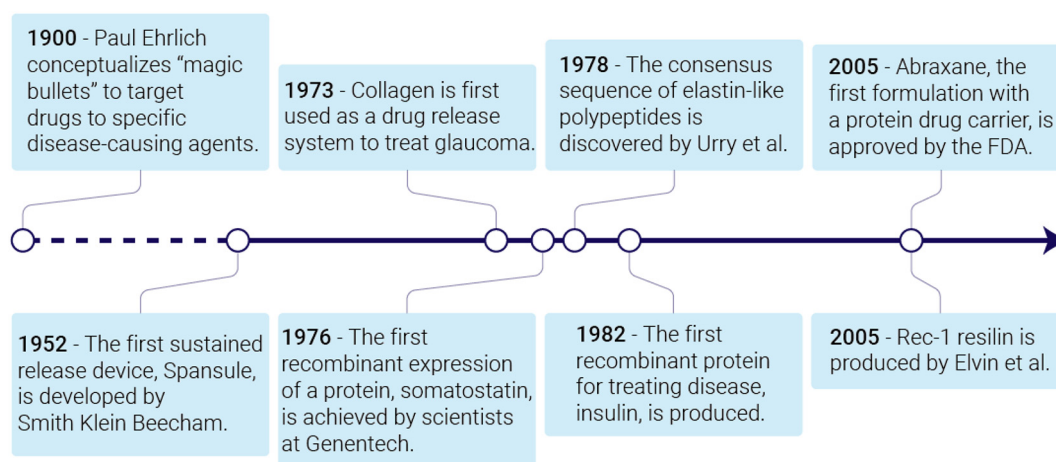 1900 - Paul Ehrlich
conceptualizes “magic
bullets” to target
drugs to specific
disease-causing agents.
1973 - Collagen is first
used as a drug release
system to treat glaucoma.
1978 - The consensus
sequence of elastin-like
polypeptides is
discovered by Urry et al.
2005 - Abraxane, the
first formulation with
a protein drug carrier, is
approved by the FDA.
1952 - The first sustained
release device, Spansule,
is developed by
Smith Klein Beecham.
1976 - The first
recombinant expression
of a protein, somatostatin,
is achieved by scientists
at Genentech.
1982 - The first
recombinant protein
for treating disease,
insulin, is produced.
2005 - Rec-1 resilin is
produced by Elvin et al.